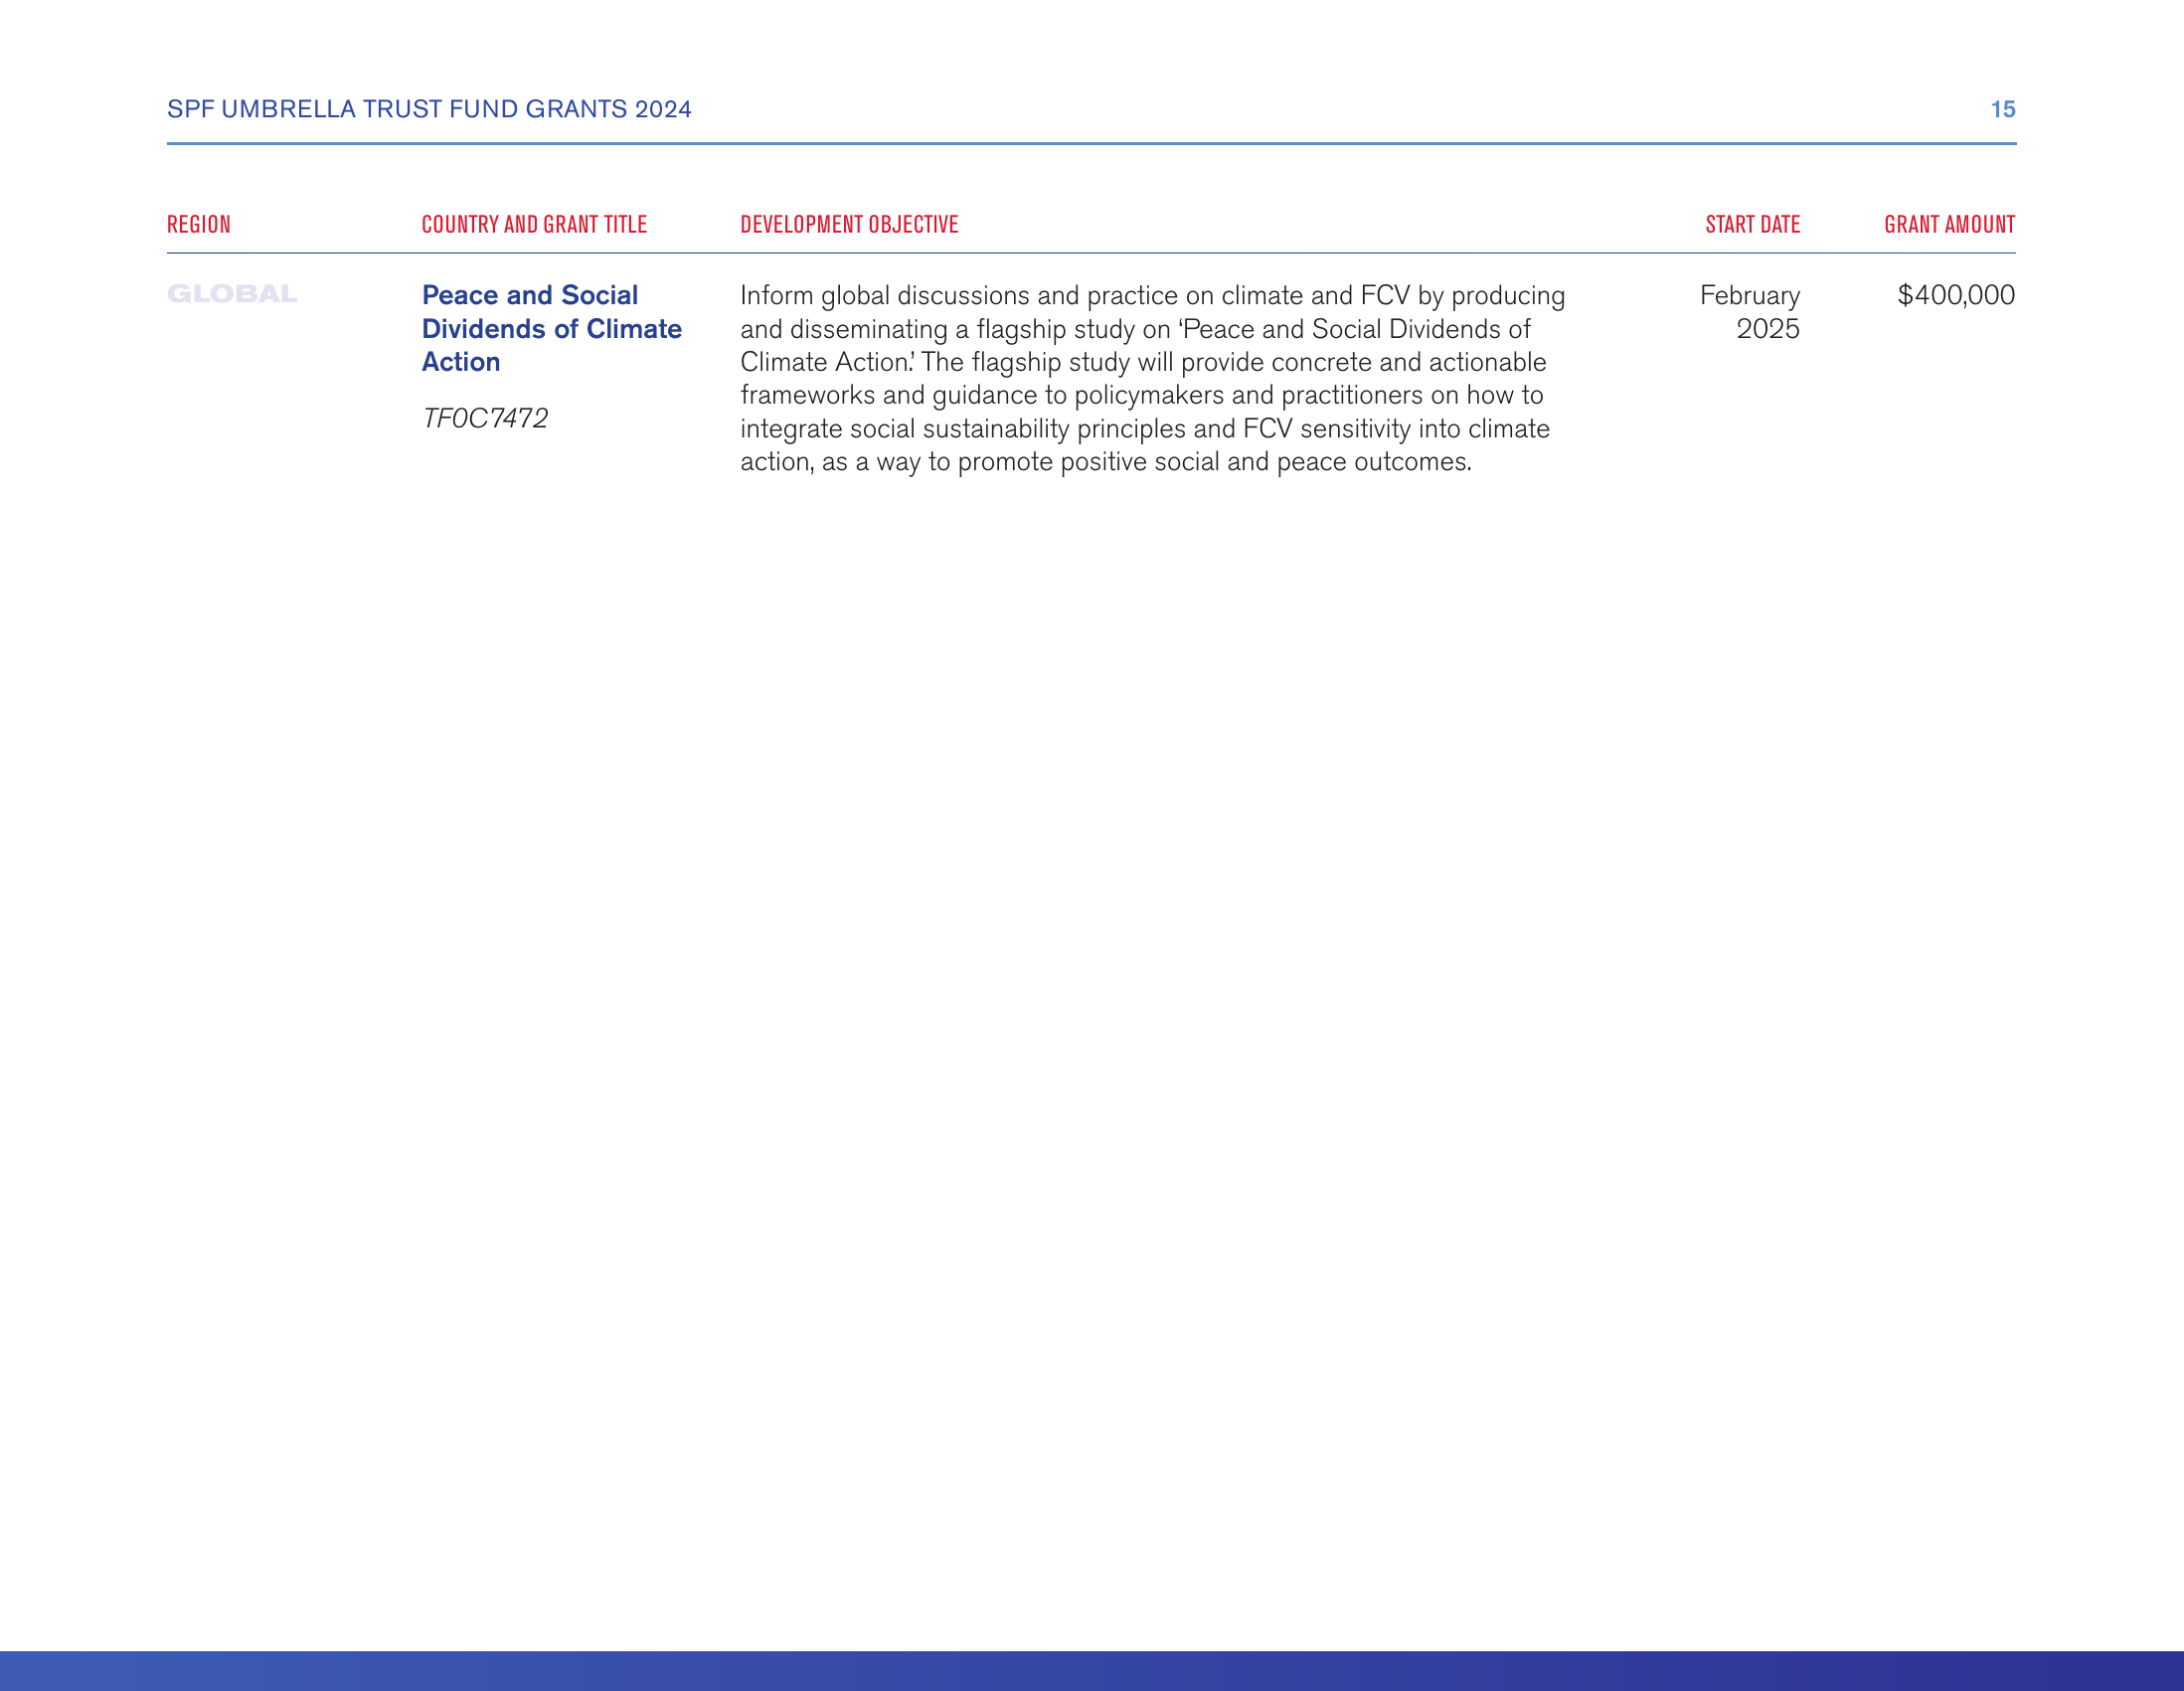 SPF UMBRELLA TRUST FUND GRANTS 2024
15
REGION
COUNTRY AND GRANT TITLE
DEVELOPMENT OBJECTIVE
START DATE
GRANT AMOUNT
GLOBAL
Peace and Social
Dividends of Climate
Action
TF0C7472
Inform global discussions and practice on climate and FCV by producing
and disseminating a flagship study on ‘Peace and Social Dividends of
Climate Action.’ The flagship study will provide concrete and actionable
frameworks and guidance to policymakers and practitioners on how to
integrate social sustainability principles and FCV sensitivity into climate
action, as a way to promote positive social and peace outcomes.
February
2025
$400,000